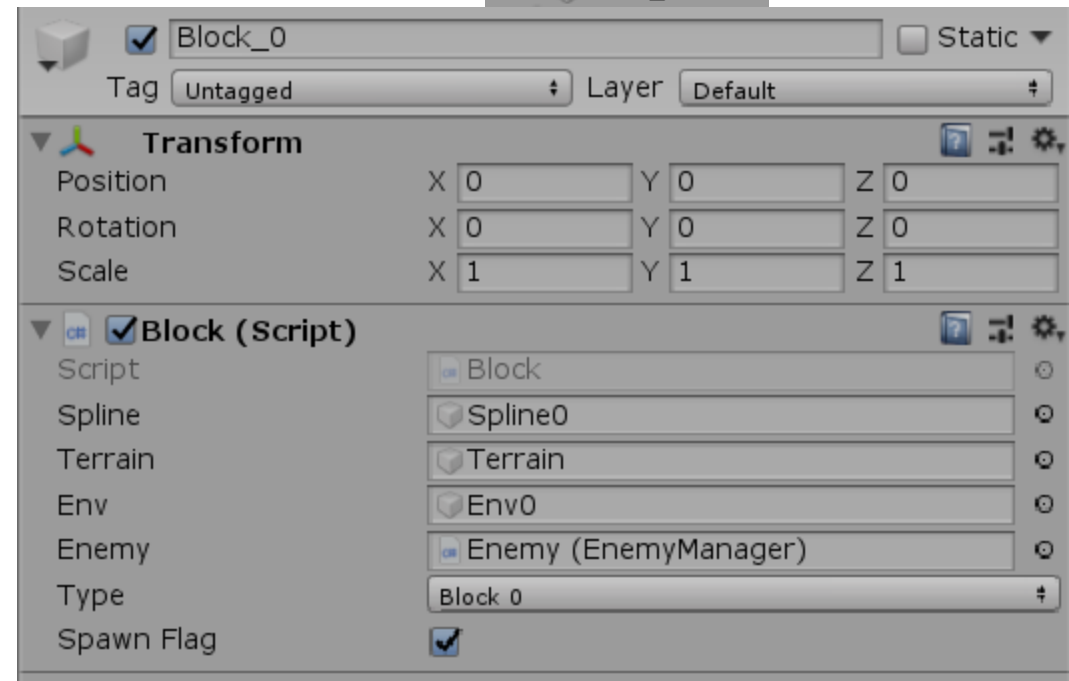 Block_0 Static
Tag Untagged Layer Default
Transform
Position X 0 Y 0 Z 0
Rotation X 0 Y 0 Z 0
Scale X 1 Y 1 Z 1
C# Block (Script)
Script Block
Spline Spline0
Terrain Terrain
Env Env0
Enemy Enemy (EnemyManager)
Type Block 0
Spawn Flag